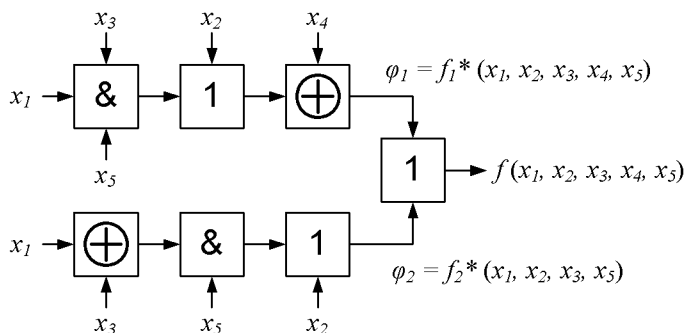 x3 x2 x4
φ1 = f1* (x1, x2, x3, x4, x5)
x1 & 1 ⊕
x5
1 f (x1, x2, x3, x4, x5)
x1 ⊕ & 1
φ2 = f2* (x1, x2, x3, x5)
x3 x5 x2